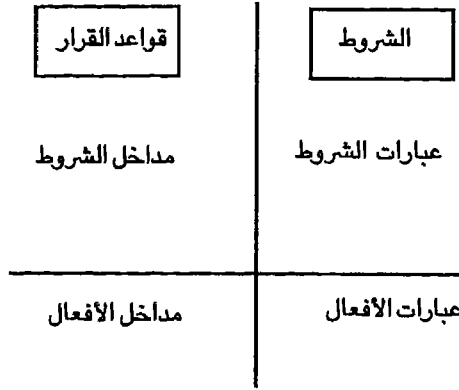 الشروط
قواعد القرار
عبارات الشروط
مداخل الشروط
عبارات الأفعال
مداخل الأفعال